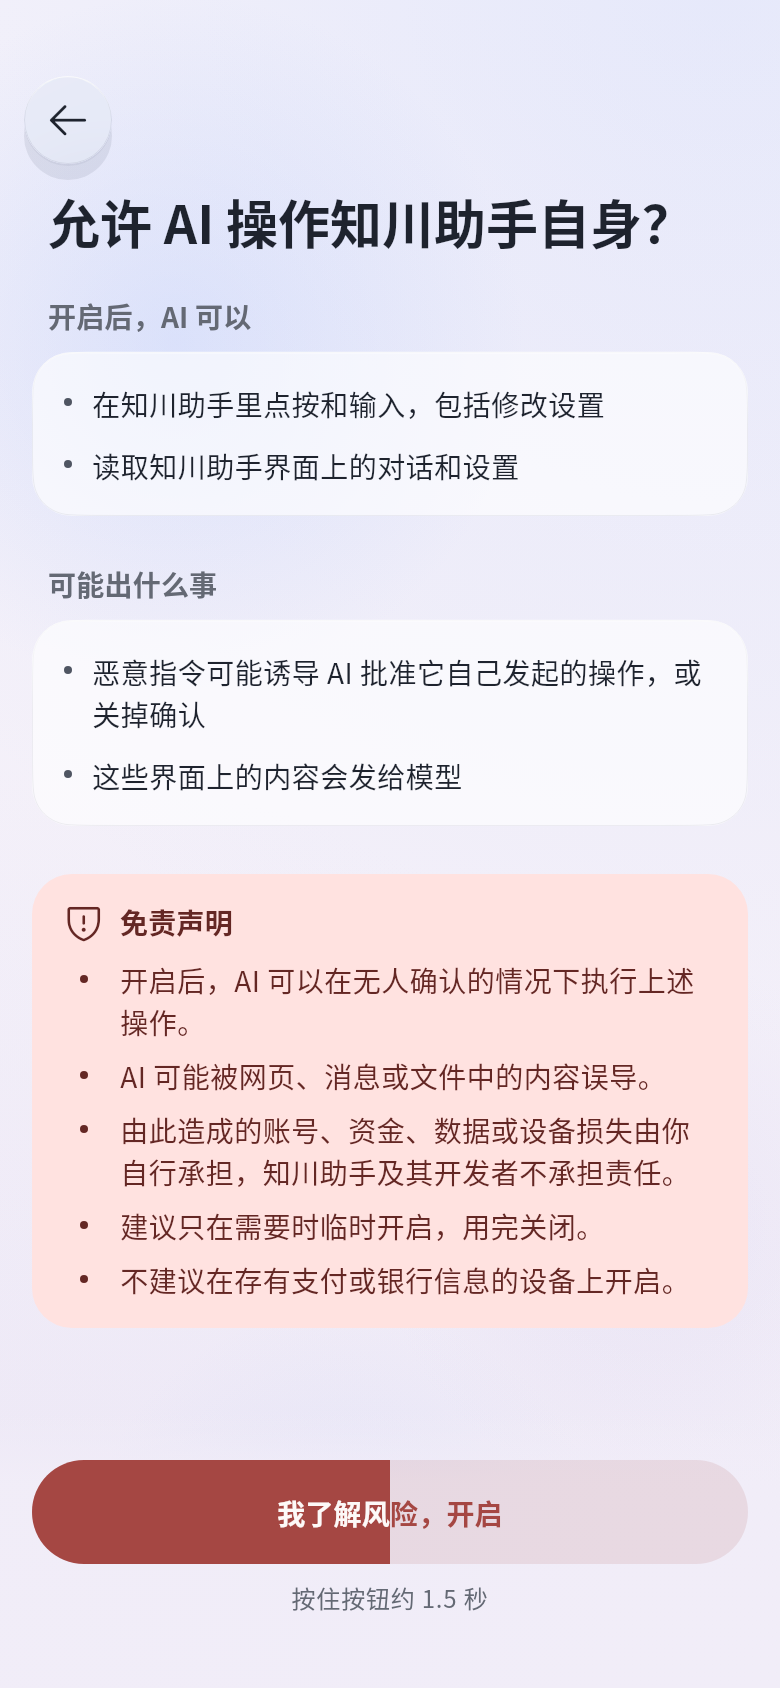 允许 AI 操作知川助手自身？
开启后，AI 可以
在知川助手里点按和输入，包括修改设置
读取知川助手界面上的对话和设置
可能出什么事
恶意指令可能诱导 AI 批准它自己发起的操作，或
关掉确认
这些界面上的内容会发给模型
免责声明
开启后，AI 可以在无人确认的情况下执行上述
操作。
AI 可能被网页、消息或文件中的内容误导。
由此造成的账号、资金、数据或设备损失由你
自行承担，知川助手及其开发者不承担责任。
建议只在需要时临时开启，用完关闭。
不建议在存有支付或银行信息的设备上开启。
我了解风险，开启
按住按钮约 1.5 秒